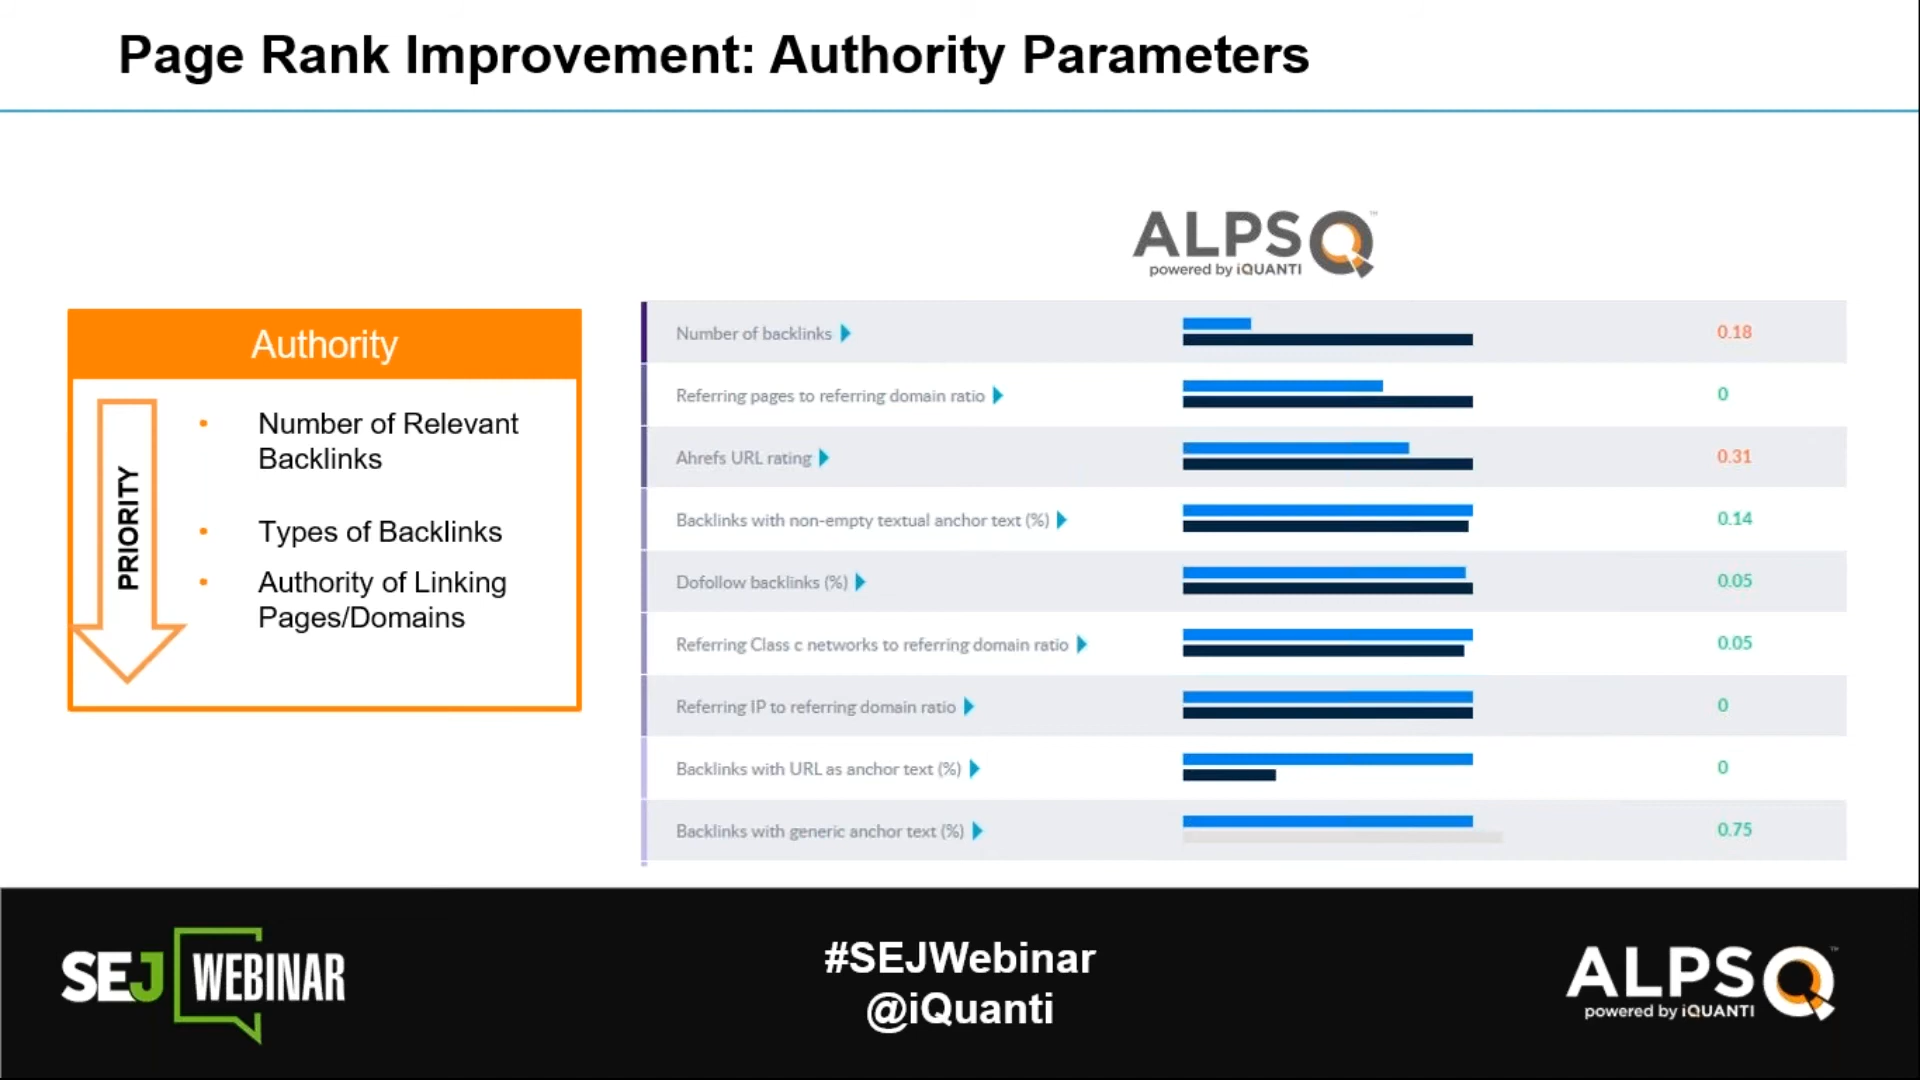 Page Rank Improvement: Authority Parameters
ALPS
powered by iQUANTI
Authority
PRIORITY
• Number of Relevant
Backlinks
• Types of Backlinks
• Authority of Linking
Pages/Domains
Number of backlinks 0.18
Referring pages to referring domain ratio 0
Ahrefs URL rating 0.31
Backlinks with non-empty textual anchor text (%) 0.14
Dofollow backlinks (%) 0.05
Referring Class c networks to referring domain ratio 0.05
Referring IP to referring domain ratio 0
Backlinks with URL as anchor text (%) 0
Backlinks with generic anchor text (%) 0.75
SEJ WEBINAR
#SEJWebinar
@iQuanti
ALPS
powered by iQUANTI